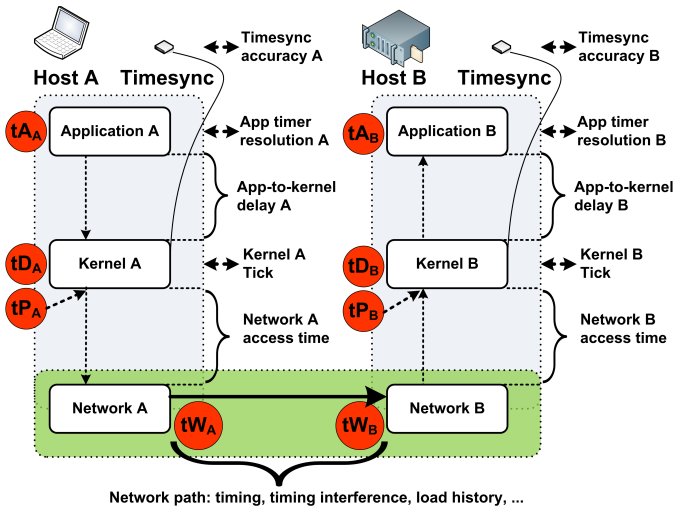 Timesync
accuracy A
Timesync
accuracy B
Host A
Timesync
Host B
Timesync
tAA
Application A
App timer
resolution A
tAB
Application B
App timer
resolution B
App-to-kernel
delay A
App-to-kernel
delay B
tDA
Kernel A
Kernel A
Tick
tDB
Kernel B
Kernel B
Tick
tPA
tPB
Network A
access time
Network B
access time
Network A
Network B
tWA
tWB
Network path: timing, timing interference, load history, ...